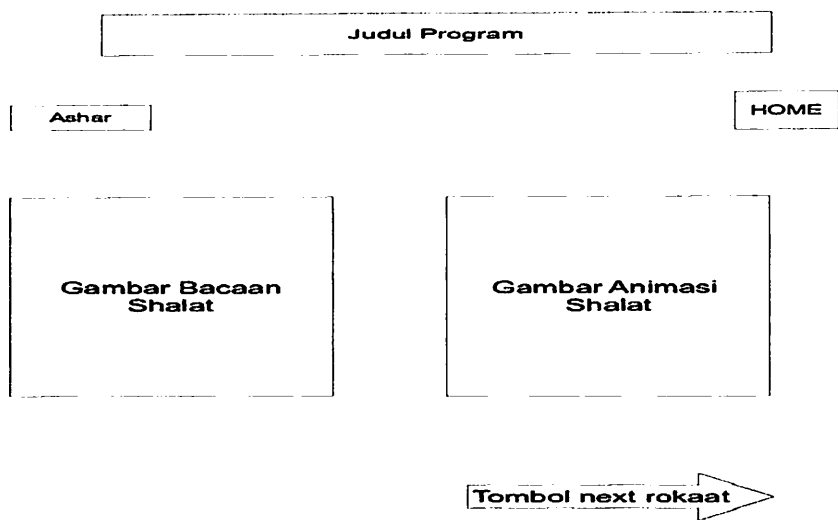 Judul Program
Ashar
HOME
Gambar Bacaan
Shalat
Gambar Animasi
Shalat
Tombol next rokaat